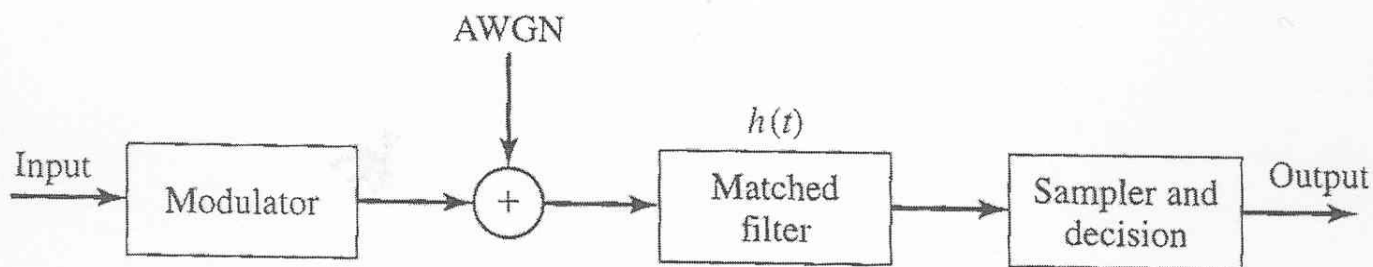 AWGN
h(t)
Input
Modulator
+
Matched
filter
Sampler and
decision
Output